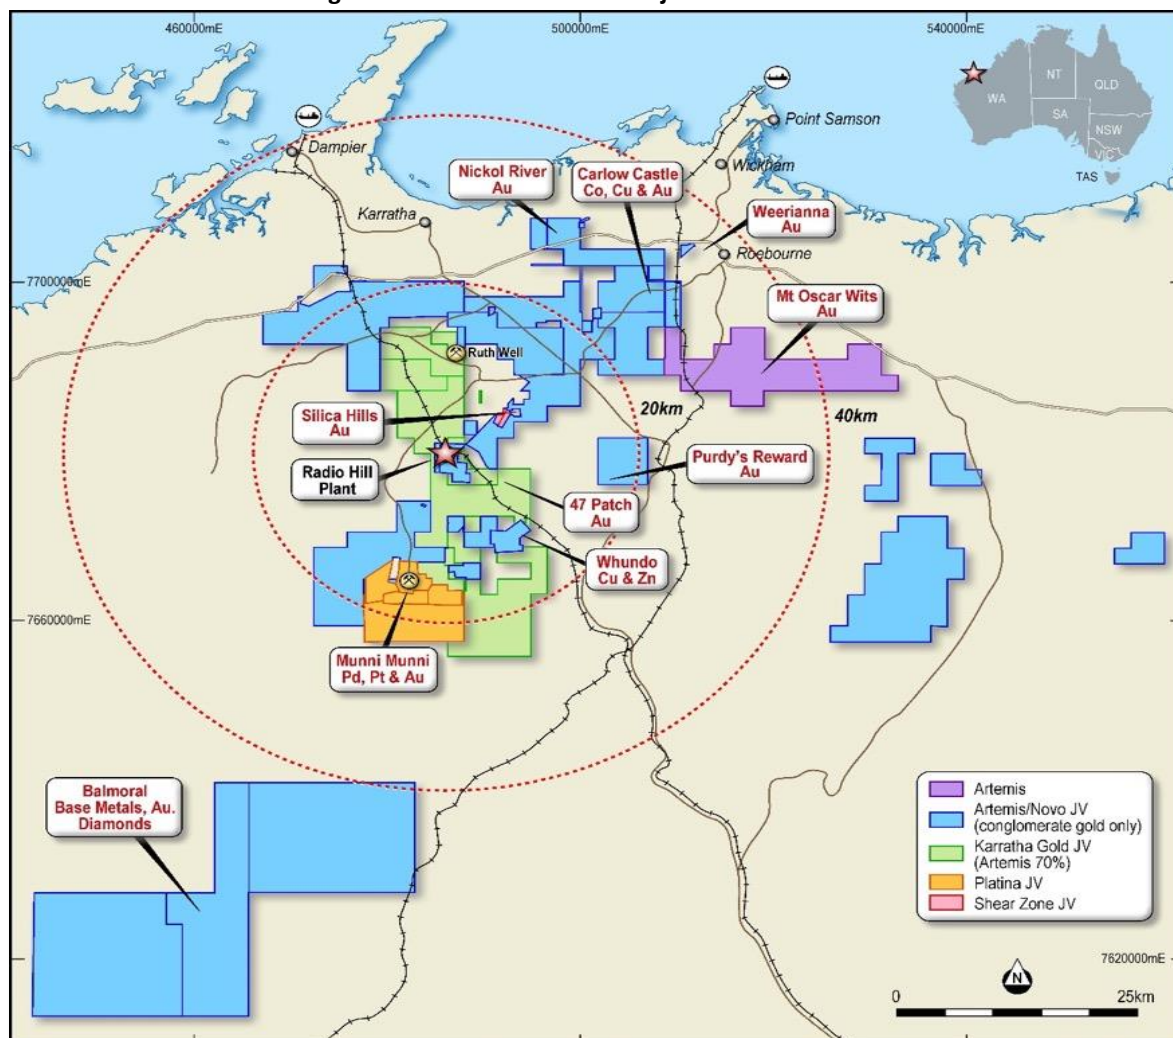 460000mE
500000mE
540000mE
NT
QLD
WA
SA
NSW
VIC
TAS
Point Samson
Dampier
Wickham
Nickol River
Au
Carlow Castle
Co, Cu & Au
Karratha
Weerianna
Au
Roebourne
7700000mE
Mt Oscar Wits
Au
Ruth Well
Silica Hills
Au
20km
40km
Radio Hill
Plant
Purdy's Reward
Au
47 Patch
Au
Whundo
Cu & Zn
7660000mE
Munni Munni
Pd, Pt & Au
Balmoral
Base Metals, Au.
Diamonds
Artemis
Artemis/Novo JV
(conglomerate gold only)
Karratha Gold JV
(Artemis 70%)
Platina JV
Shear Zone JV
7620000mE
N
0
25km